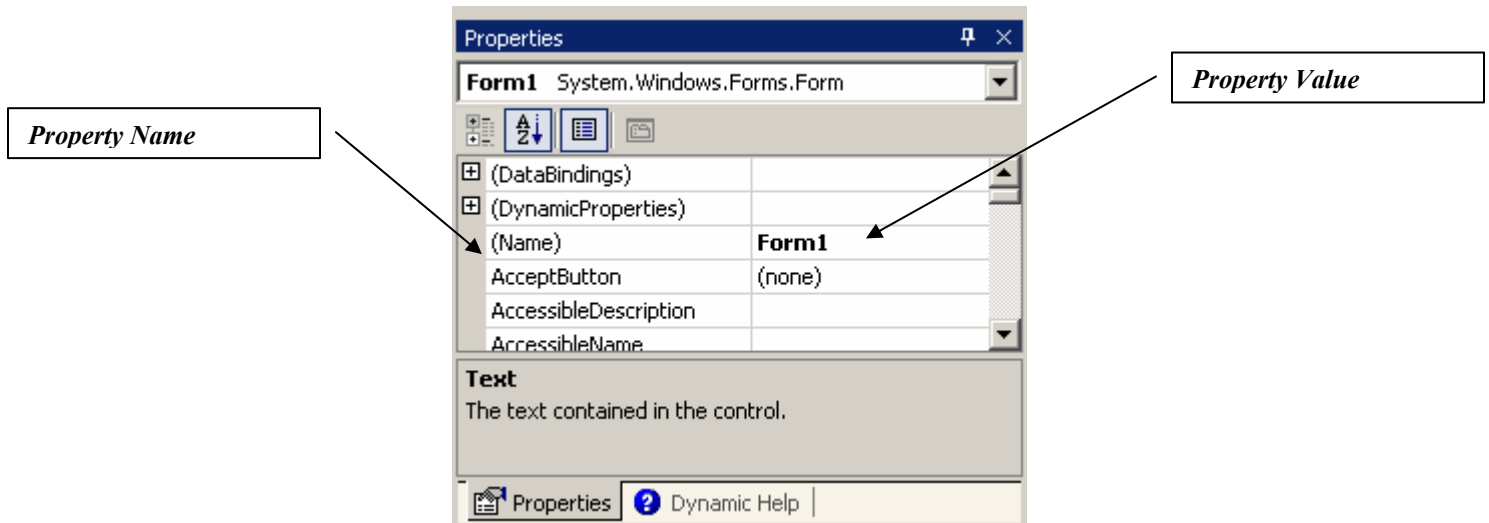 Properties
Form1 System.Windows.Forms.Form
Property Value
Property Name
(DataBindings)
(DynamicProperties)
(Name) Form1
AcceptButton (none)
AccessibleDescription
AccessibleName
Text
The text contained in the control.
Properties Dynamic Help